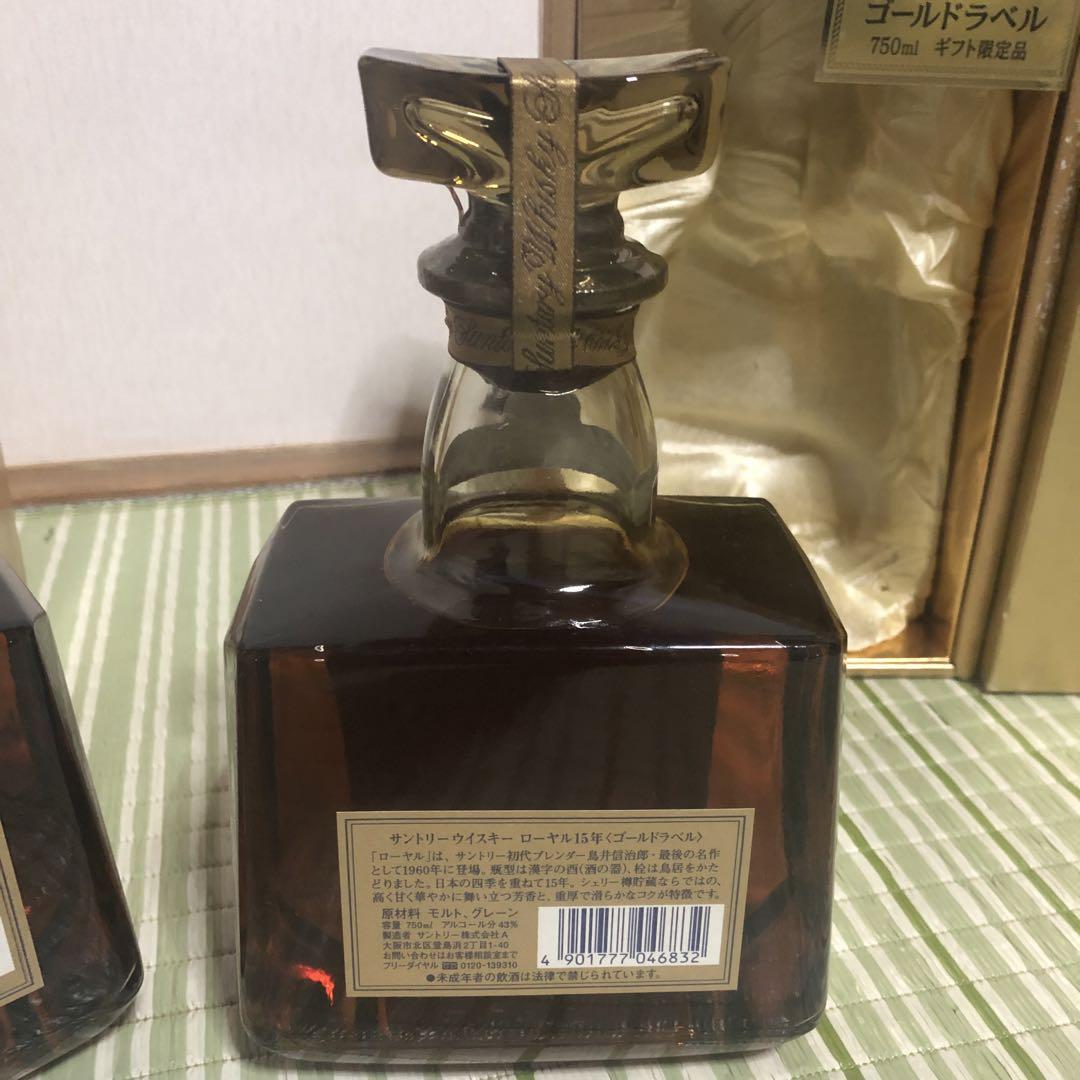 ゴールドラベル
750ml ギフト限定品
Suntory Whisky
サントリーウイスキー ローヤル15年〈ゴールドラベル〉
「ローヤル」は、サントリー初代ブレンダー鳥井信治郎・最後の名作
として1960年に登場。瓶型は漢字の酉(酒の器)、栓は鳥居をかた
どりました。日本の四季を重ねて15年。シェリー樽貯蔵ならではの、
高く甘く華やかに舞い立つ芳香と、重厚で滑らかなコクが特徴です。
原材料 モルト、グレーン
容量 750ml アルコール分 43%
製造者 サントリー株式会社 A
大阪市北区堂島浜2丁目1-40
お問い合わせはお客様相談室まで
フリーダイヤル 0120-139310
4 901777 046832
●未成年者の飲酒は法律で禁じられています。